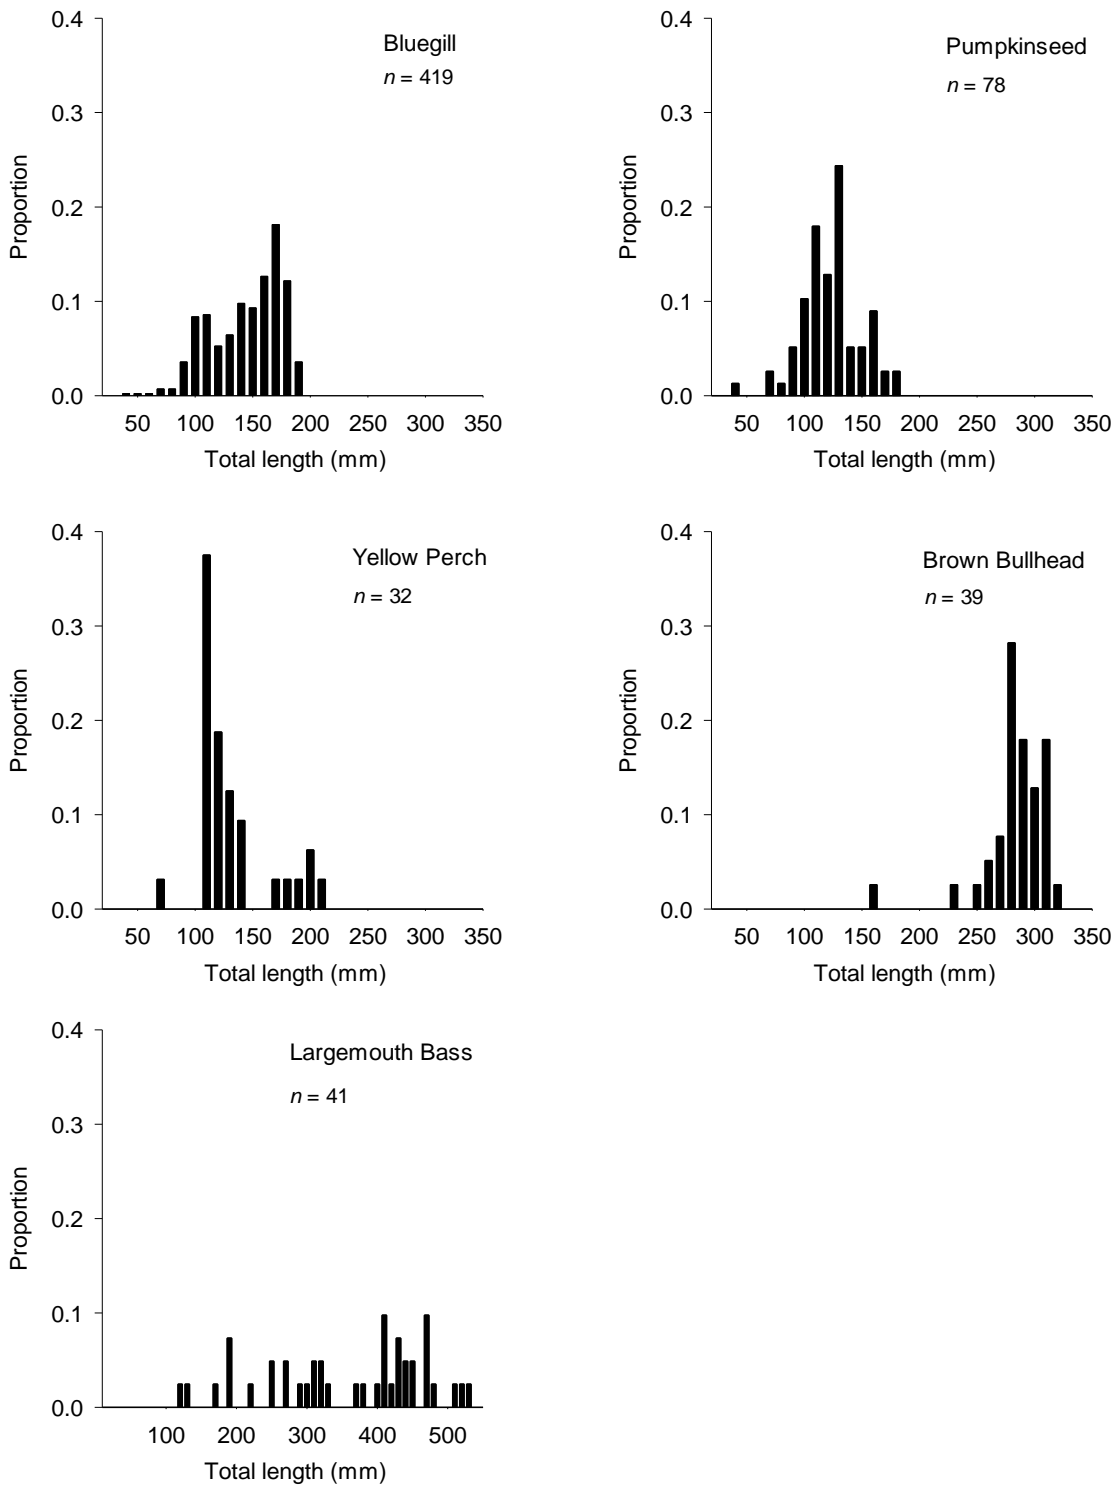 0.4
0.3
0.2
0.1
0.0
Proportion
Bluegill
n = 419
50 100 150 200 250 300 350
Total length (mm)
0.4
0.3
0.2
0.1
0.0
Proportion
Pumpkinseed
n = 78
50 100 150 200 250 300 350
Total length (mm)
0.4
0.3
0.2
0.1
0.0
Proportion
Yellow Perch
n = 32
50 100 150 200 250 300 350
Total length (mm)
0.4
0.3
0.2
0.1
0.0
Proportion
Brown Bullhead
n = 39
50 100 150 200 250 300 350
Total length (mm)
0.4
0.3
0.2
0.1
0.0
Proportion
Largemouth Bass
n = 41
100 200 300 400 500
Total length (mm)